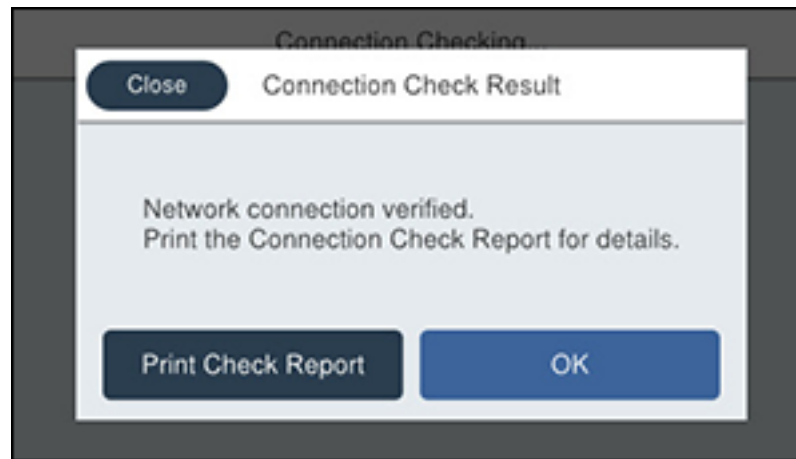 Connection Checking...
Close
Connection Check Result
Network connection verified.
Print the Connection Check Report for details.
Print Check Report
OK